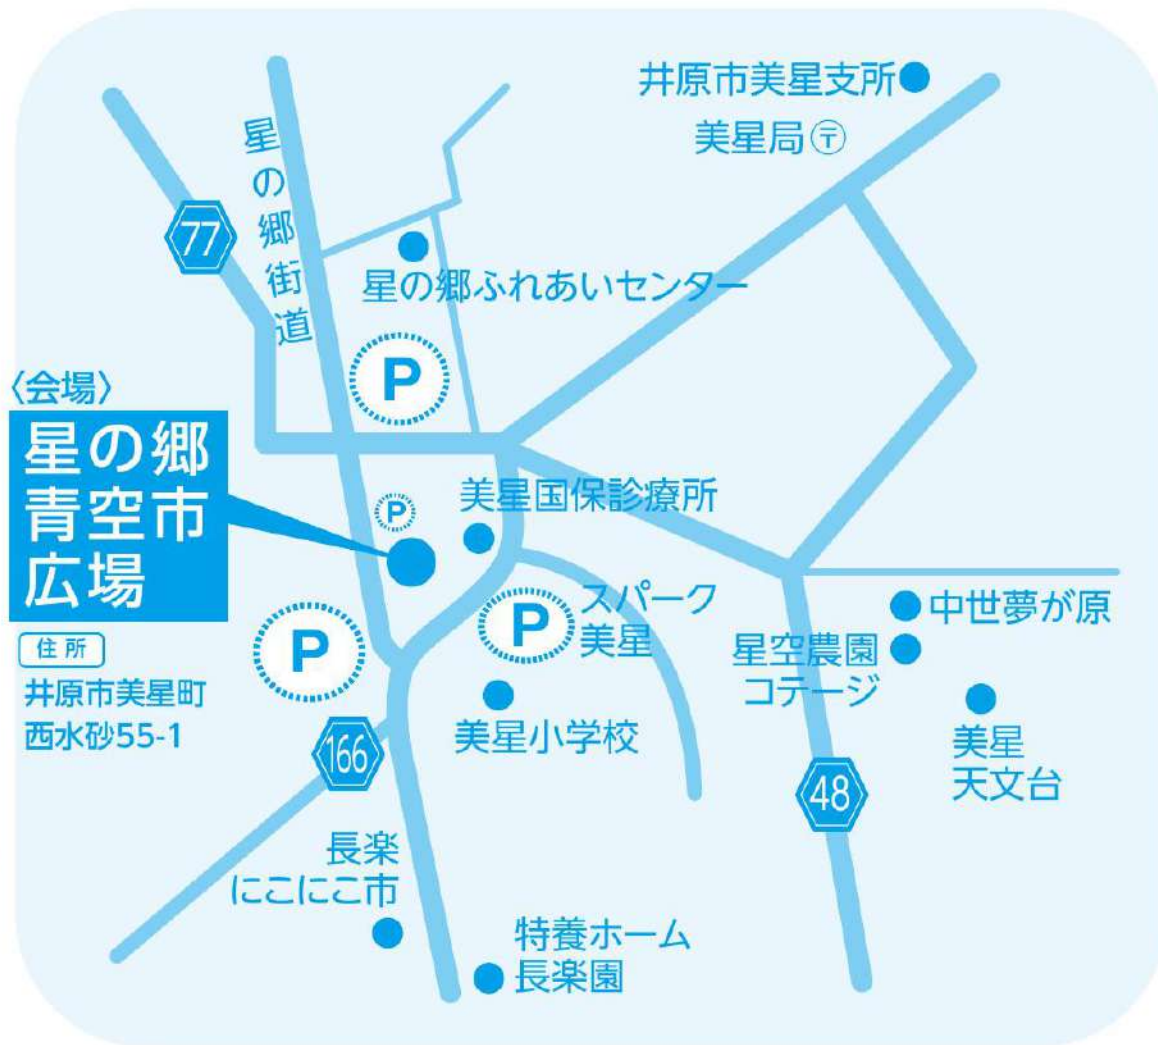 井原市美星支所
美星局〒
星の郷街道
77
星の郷ふれあいセンター
P
〈会場〉
星の郷
青空市
広場
住所
井原市美星町
西水砂55-1
美星国保診療所
P
P
P
スパーク
美星
中世夢が原
星空農園
コテージ
美星小学校
美星
天文台
166
48
長楽
にこにこ市
特養ホーム
長楽園